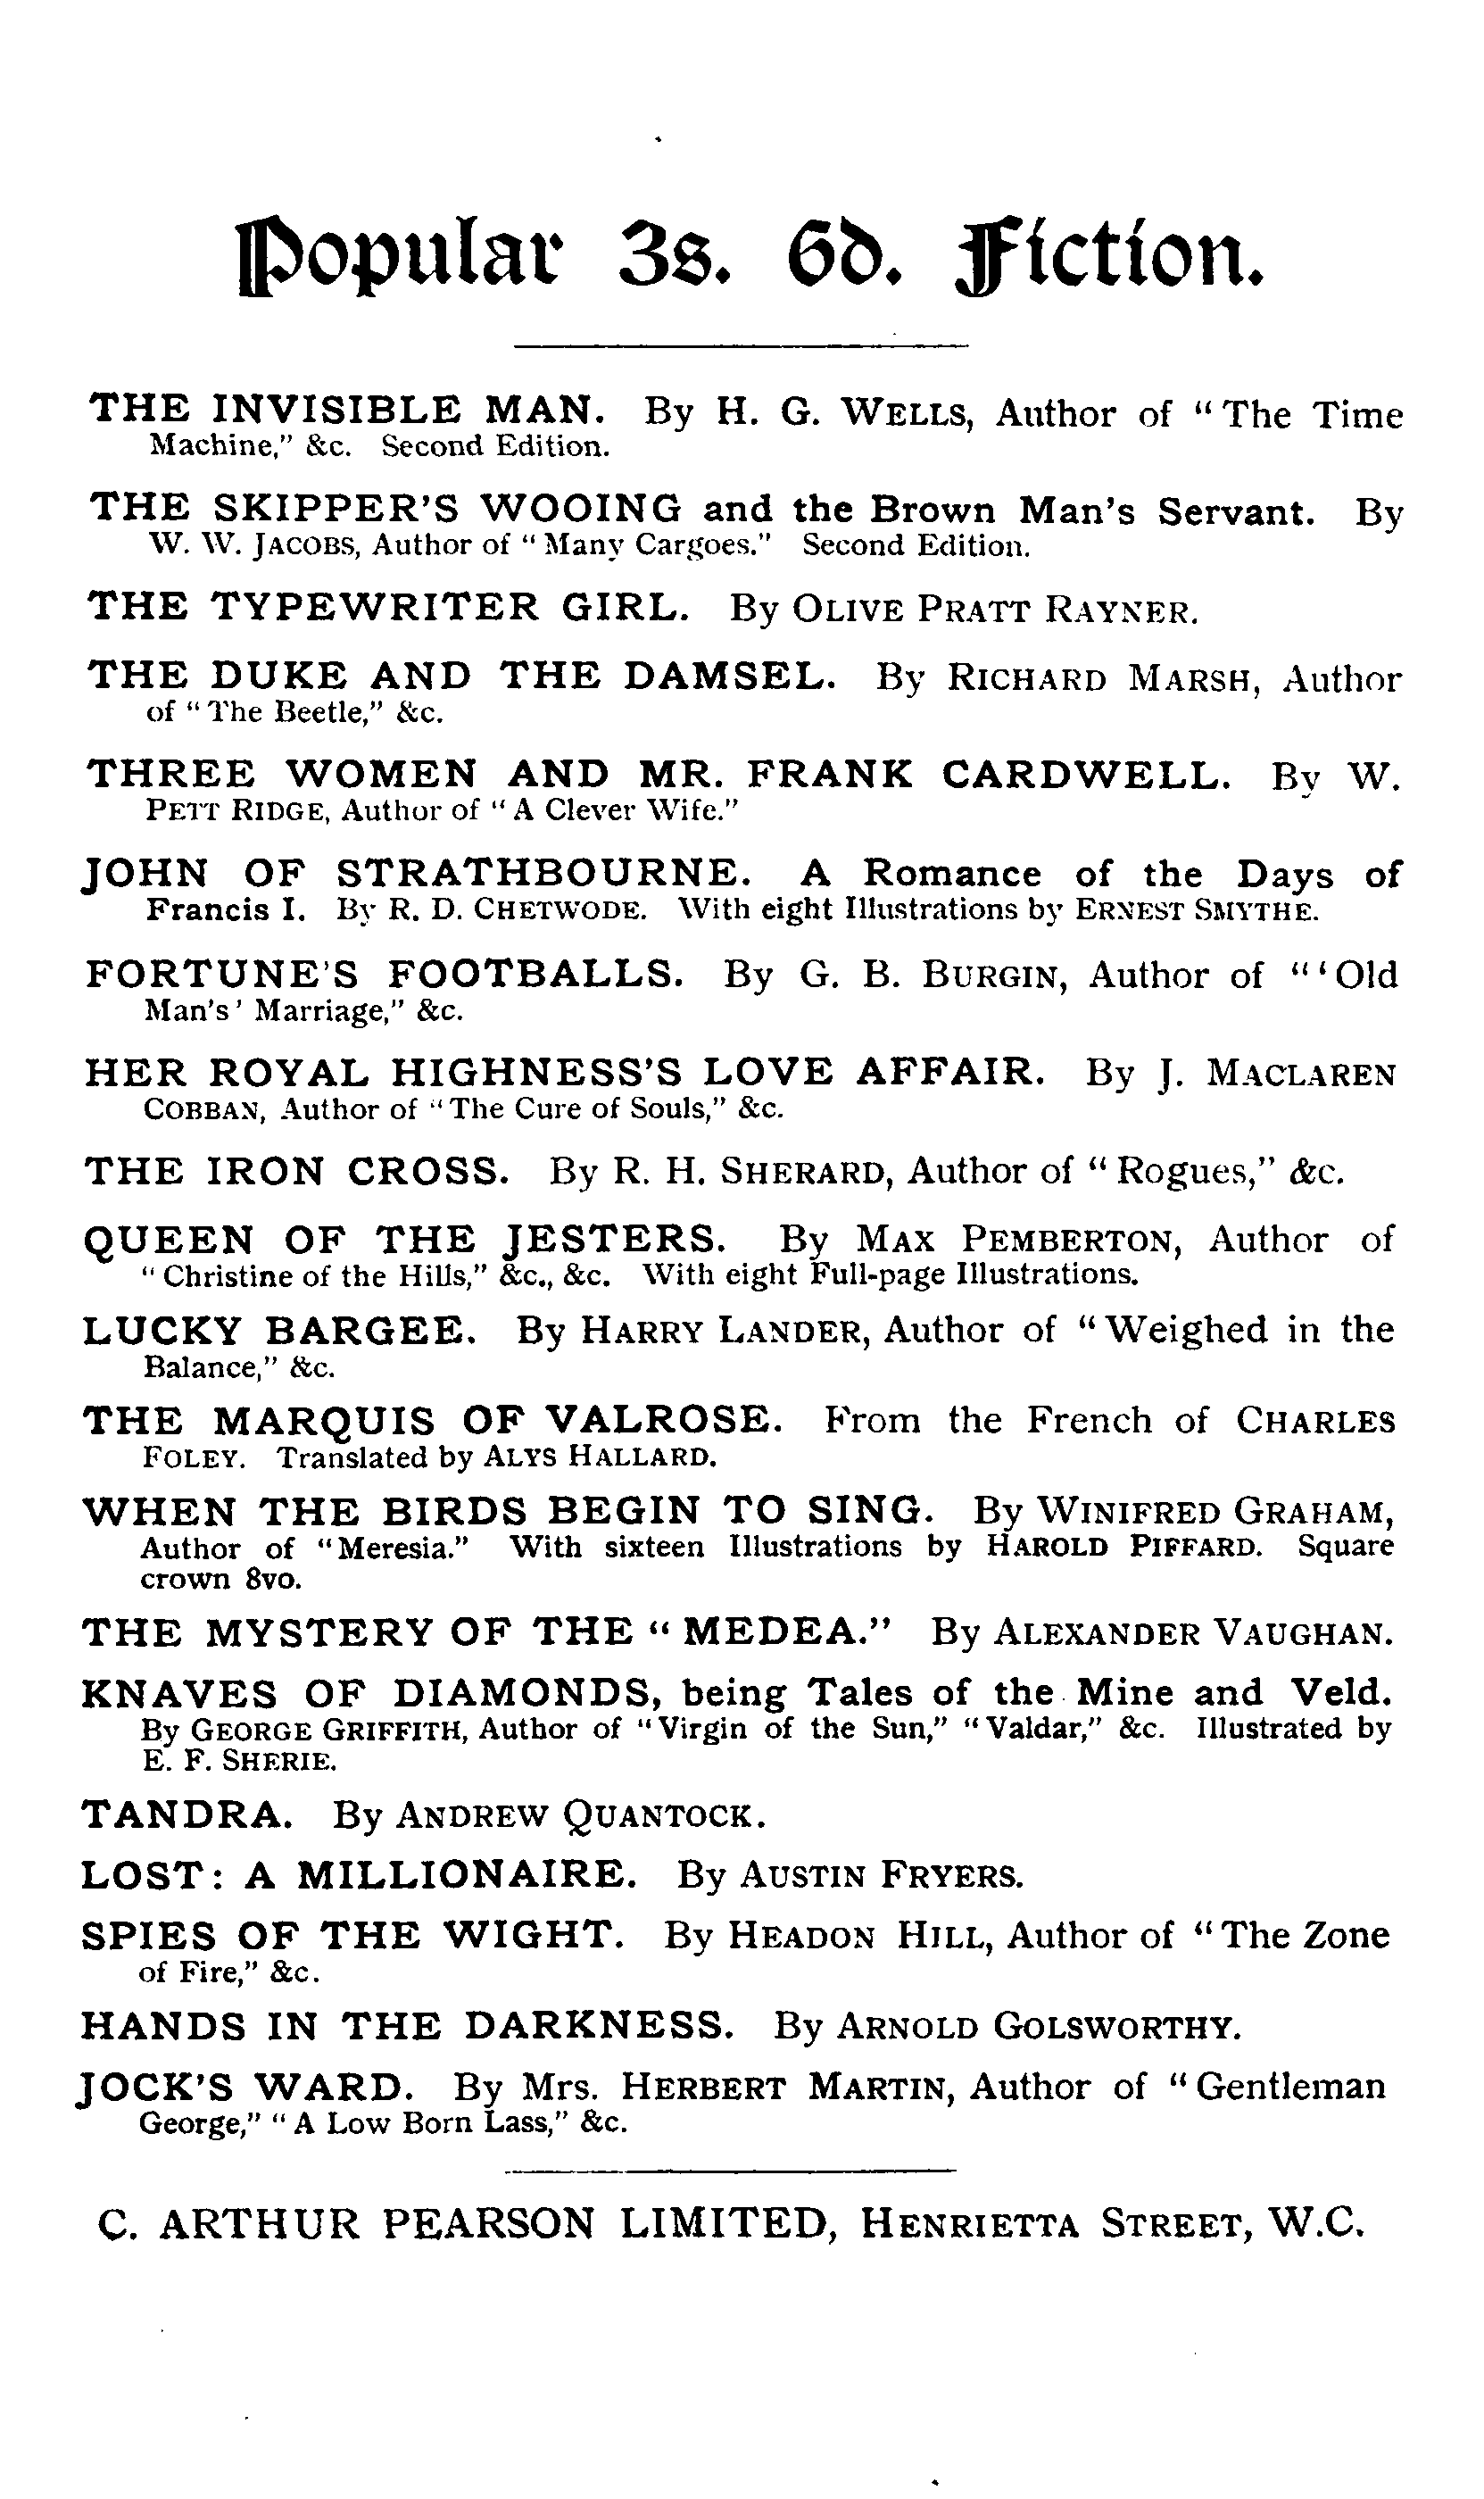 Popular 3s. 6d. Fiction.
THE INVISIBLE MAN. By H. G. WELLS, Author of "The Time
Machine," &c. Second Edition.
THE SKIPPER'S WOOING and the Brown Man's Servant. By
W. W. JACOBS, Author of "Many Cargoes." Second Edition.
THE TYPEWRITER GIRL. By OLIVE PRATT RAYNER.
THE DUKE AND THE DAMSEL. By RICHARD MARSH, Author
of "The Beetle," &c.
THREE WOMEN AND MR. FRANK CARDWELL. By W.
PETT RIDGE, Author of "A Clever Wife."
JOHN OF STRATHBOURNE. A Romance of the Days of
Francis I. By R. D. CHETWODE. With eight Illustrations by ERNEST SMYTHE.
FORTUNE'S FOOTBALLS. By G. B. BURGIN, Author of "'Old
Man's' Marriage," &c.
HER ROYAL HIGHNESS'S LOVE AFFAIR. By J. MACLAREN
COBBAN, Author of "The Cure of Souls," &c.
THE IRON CROSS. By R. H. SHERARD, Author of "Rogues," &c.
QUEEN OF THE JESTERS. By MAX PEMBERTON, Author of
"Christine of the Hills," &c., &c. With eight Full-page Illustrations.
LUCKY BARGEE. By HARRY LANDER, Author of "Weighed in the
Balance," &c.
THE MARQUIS OF VALROSE. From the French of CHARLES
FOLEY. Translated by ALYS HALLARD.
WHEN THE BIRDS BEGIN TO SING. By WINIFRED GRAHAM,
Author of "Meresia." With sixteen Illustrations by HAROLD PIFFARD. Square
crown 8vo.
THE MYSTERY OF THE "MEDEA." By ALEXANDER VAUGHAN.
KNAVES OF DIAMONDS, being Tales of the Mine and Veld.
By GEORGE GRIFFITH, Author of "Virgin of the Sun," "Valdar," &c. Illustrated by
E. F. SHERIE.
TANDRA. By ANDREW QUANTOCK.
LOST: A MILLIONAIRE. By AUSTIN FRYERS.
SPIES OF THE WIGHT. By HEADON HILL, Author of "The Zone
of Fire," &c.
HANDS IN THE DARKNESS. By ARNOLD GOLSWORTHY.
JOCK'S WARD. By Mrs. HERBERT MARTIN, Author of "Gentleman
George," "A Low Born Lass," &c.
C. ARTHUR PEARSON LIMITED, HENRIETTA STREET, W.C.